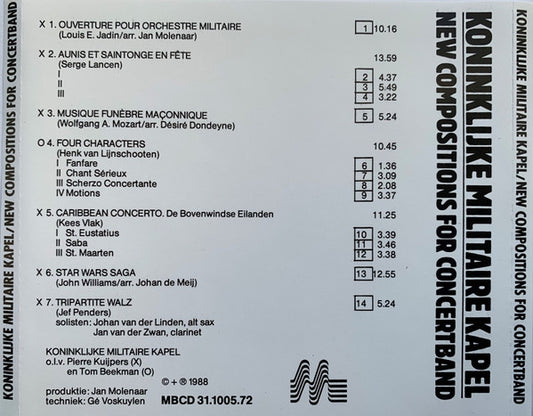 KONINKLIJKE MILITAIRE KAPEL/NEW COMPOSITIONS FOR CONCERTBAND
X 1. OUVERTURE POUR ORCHESTRE MILITAIRE 1 10.16
(Louis E. Jadin/arr. Jan Molenaar)
X 2. AUNIS ET SAINTONGE EN FÊTE 13.59
(Serge Lancen)
I 2 4.37
II 3 5.49
III 4 3.22
X 3. MUSIQUE FUNÈBRE MAÇONNIQUE 5 5.24
(Wolfgang A. Mozart/arr. Désiré Dondeyne)
O 4. FOUR CHARACTERS 10.45
(Henk van Lijnschooten)
I Fanfare 6 1.36
II Chant Sérieux 7 3.09
III Scherzo Concertante 8 2.08
IV Motions 9 3.37
X 5. CARIBBEAN CONCERTO. De Bovenwindse Eilanden 11.25
(Kees Vlak)
I St. Eustatius 10 3.39
II Saba 11 3.46
III St. Maarten 12 3.38
X 6. STAR WARS SAGA 13 12.55
(John Williams/arr. Johan de Meij)
X 7. TRIPARTITE WALZ 14 5.24
(Jef Penders)
solisten: Johan van der Linden, alt sax
Jan van der Zwan, clarinet
KONINKLIJKE MILITAIRE KAPEL
o.l.v. Pierre Kuijpers (X)
en Tom Beekman (O)
produktie: Jan Molenaar
techniek: Gé Voskuylen
© + ℗ 1988
MBCD 31.1005.72
KONINKLIJKE MILITAIRE KAPEL
NEW COMPOSITIONS FOR CONCERTBAND
KONINKLIJKE MILITAIRE KAPEL/NEW COMPOSITIONS FOR CONCERTBAND